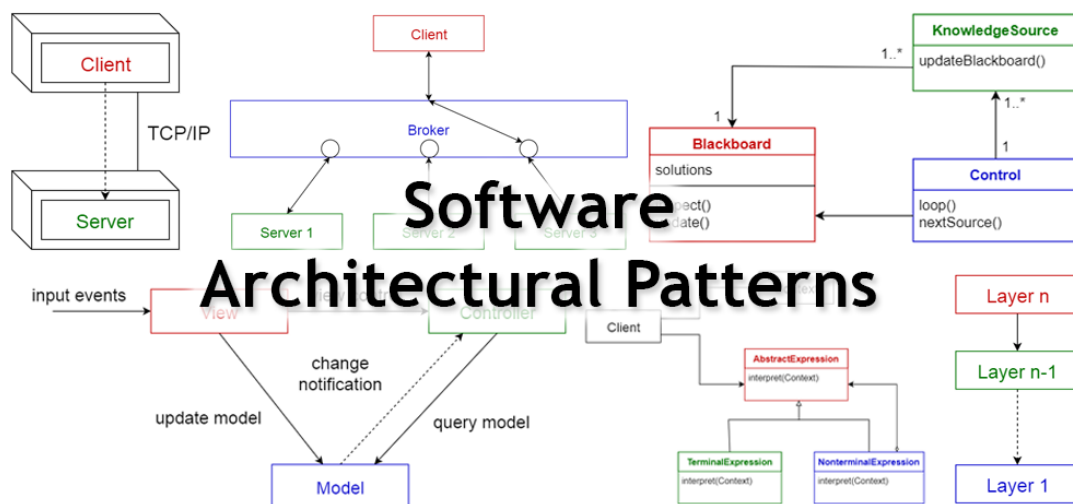 Client
TCP/IP
Server
Client
Broker
Server 1
Server 2
Server 3
KnowledgeSource
updateBlackboard()
1..*
1..*
1
1
Blackboard
solutions
Control
loop()
nextSource()
Software
Architectural Patterns
input events
View
Controller
change
notification
update model
query model
Model
Client
AbstractExpression
interpret(Context)
TerminalExpression
interpret(Context)
NonterminalExpression
interpret(Context)
Layer n
Layer n-1
Layer 1